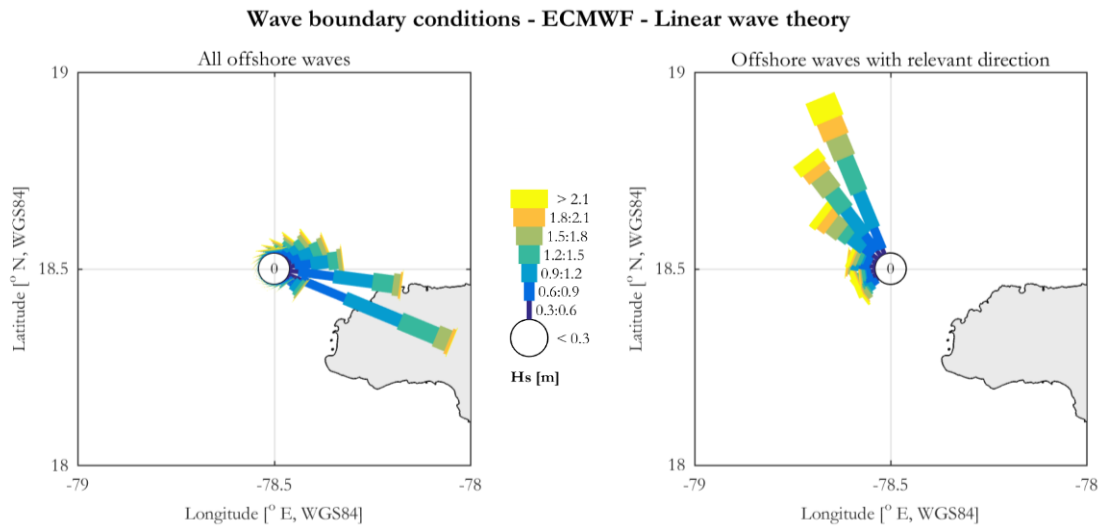 Wave boundary conditions - ECMWF - Linear wave theory
All offshore waves
19
18.5
18
-79
-78.5
-78
Latitude [° N, WGS84]
Longitude [° E, WGS84]
0
> 2.1
1.8:2.1
1.5:1.8
1.2:1.5
0.9:1.2
0.6:0.9
0.3:0.6
< 0.3
Hs [m]
Offshore waves with relevant direction
19
18.5
18
-79
-78.5
-78
Latitude [° N, WGS84]
Longitude [° E, WGS84]
0